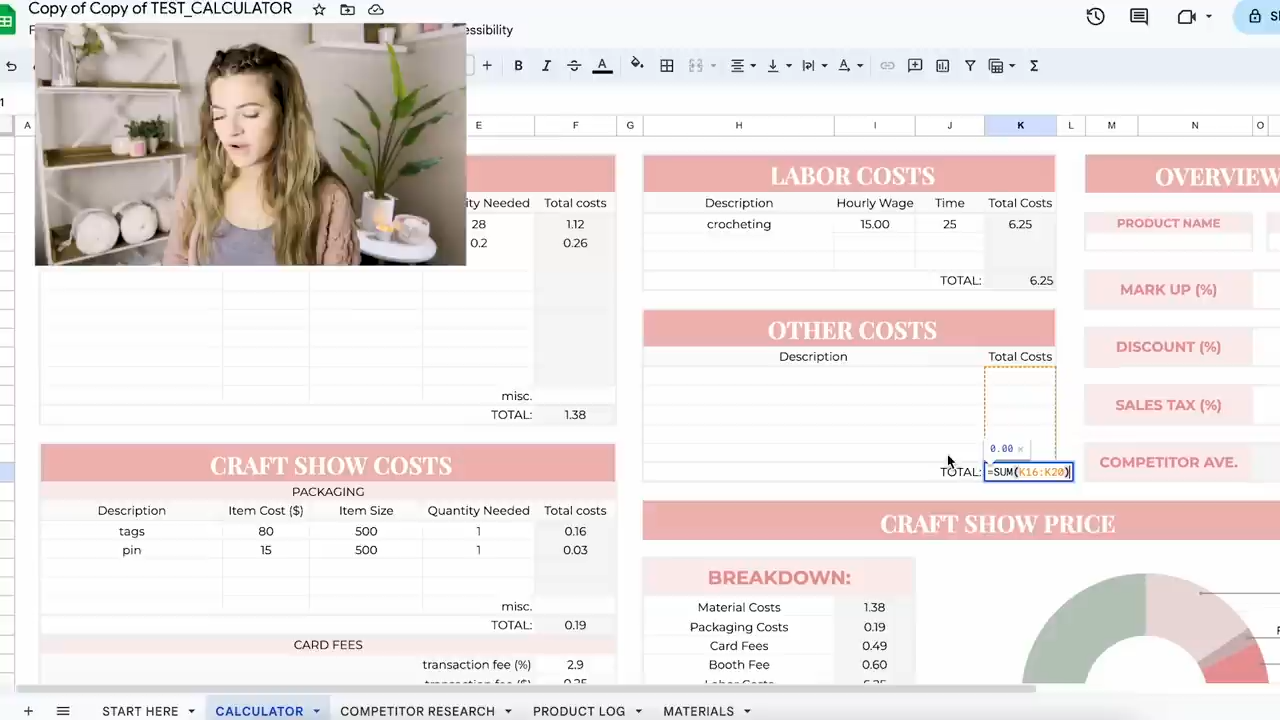 Copy of Copy of TEST_CALCULATOR
essibility
B I A Σ
A E F G H I J K L M N O
ity Needed Total costs
28 1.12
0.2 0.26
misc.
TOTAL: 1.38
CRAFT SHOW COSTS
PACKAGING
Description Item Cost ($) Item Size Quantity Needed Total costs
tags 80 500 1 0.16
pin 15 500 1 0.03
misc.
TOTAL: 0.19
CARD FEES
transaction fee (%) 2.9
LABOR COSTS
Description Hourly Wage Time Total Costs
crocheting 15.00 25 6.25
TOTAL: 6.25
OTHER COSTS
Description Total Costs
0.00 ×
TOTAL: =SUM(K16:K20)
OVERVIEW
PRODUCT NAME
MARK UP (%)
DISCOUNT (%)
SALES TAX (%)
COMPETITOR AVE.
CRAFT SHOW PRICE
BREAKDOWN:
Material Costs 1.38
Packaging Costs 0.19
Card Fees 0.49
Booth Fee 0.60
START HERE CALCULATOR COMPETITOR RESEARCH PRODUCT LOG MATERIALS